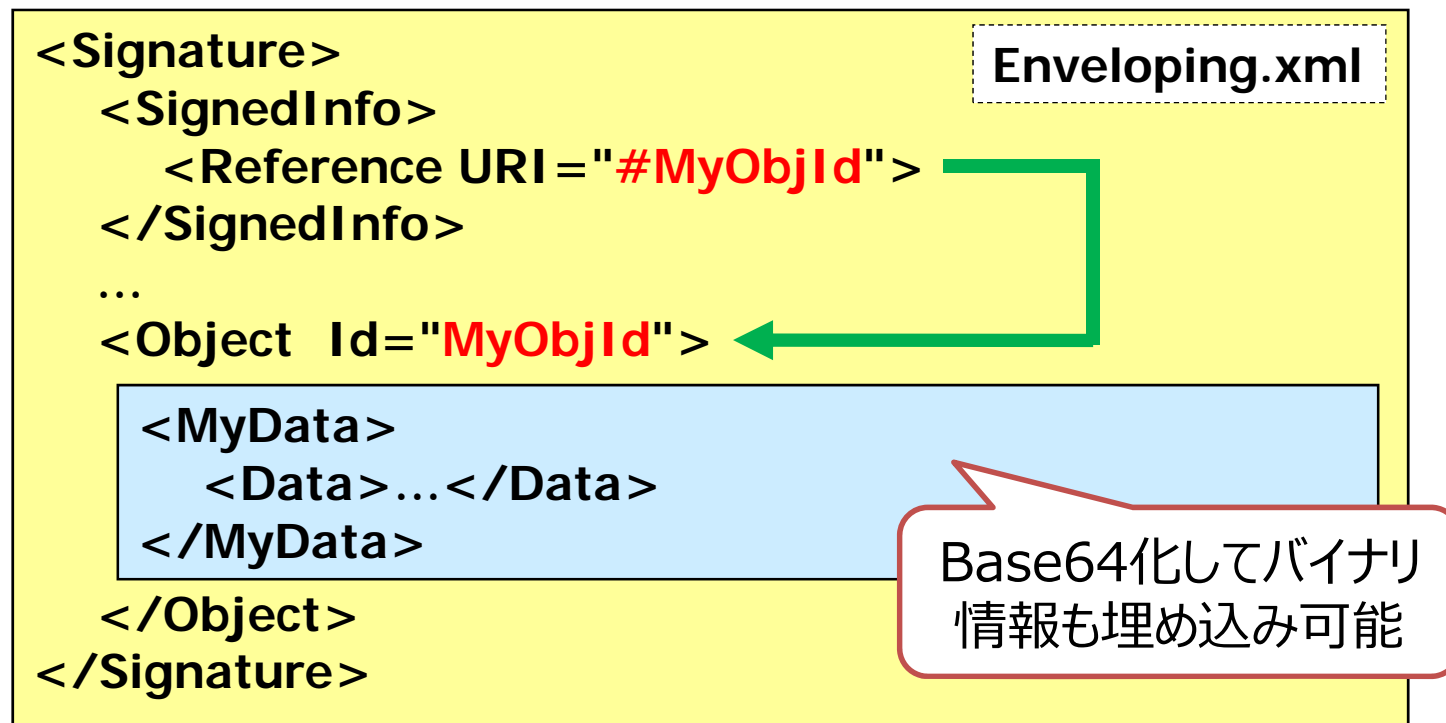 <Signature>
Enveloping.xml
<SignedInfo>
<Reference URI="#MyObjId">
</SignedInfo>
...
<Object Id="MyObjId">
<MyData>
<Data>...</Data>
</MyData>
Base64化してバイナリ
情報も埋め込み可能
</Object>
</Signature>